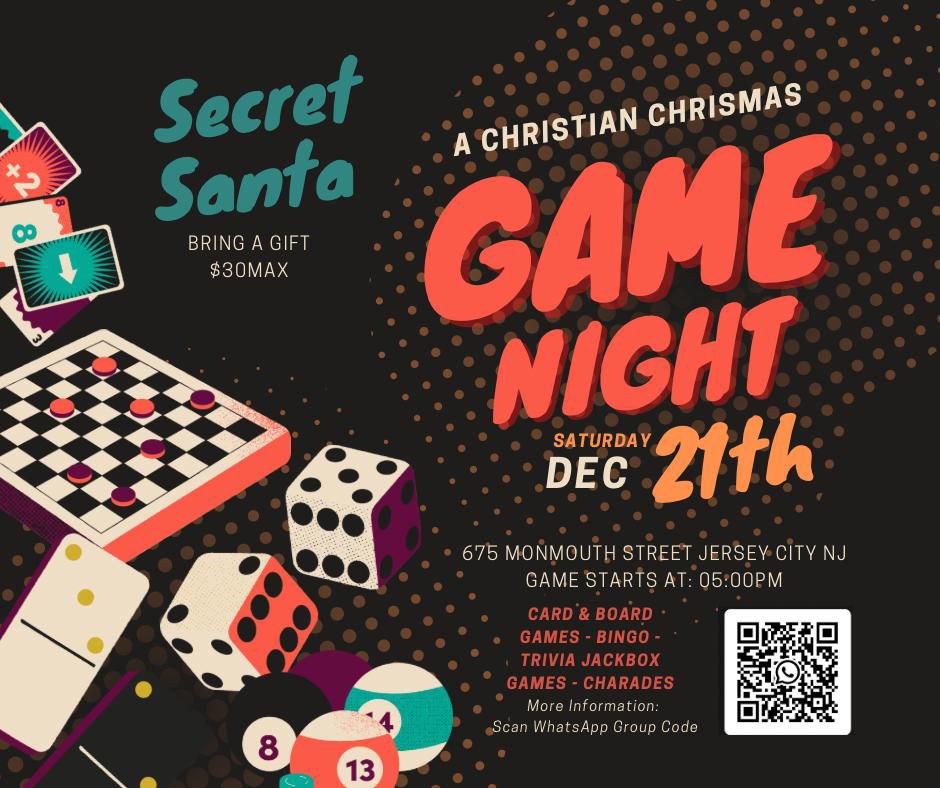 Secret
Santa
BRING A GIFT
$30MAX
A CHRISTIAN CHRISMAS
GAME
NIGHT
SATURDAY
DEC 21th
675 MONMOUTH STREET JERSEY CITY NJ
GAME STARTS AT: 05:00PM
CARD & BOARD
GAMES - BINGO -
TRIVIA JACKBOX
GAMES - CHARADES
More Information:
Scan WhatsApp Group Code
+2
8
8
3
14
8
13